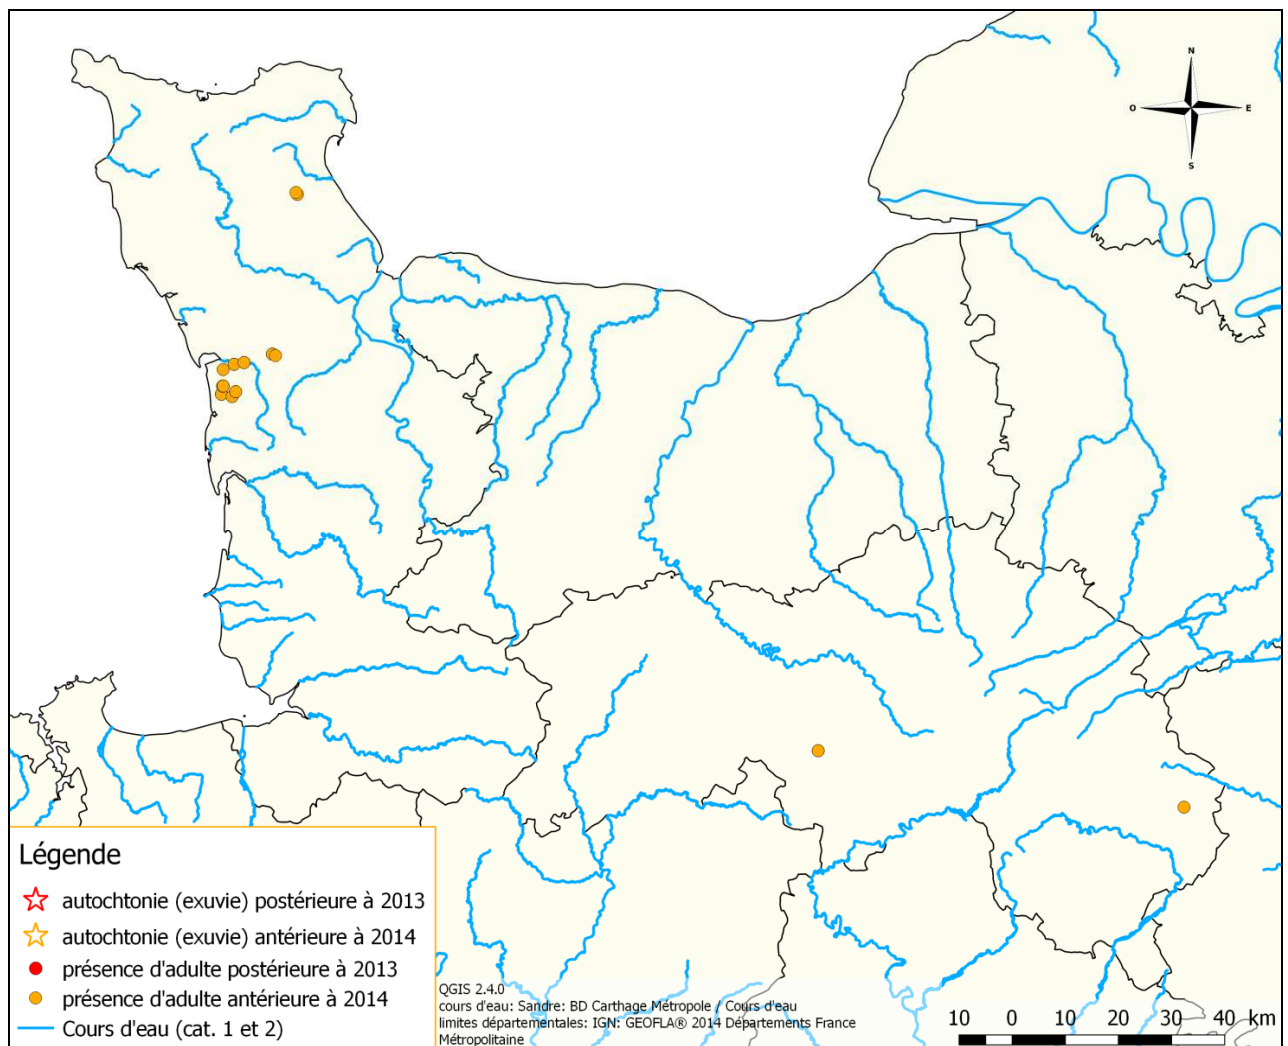 N
O
E
S
Légende
autochtonie (exuvie) postérieure à 2013
autochtonie (exuvie) antérieure à 2014
présence d'adulte postérieure à 2013
présence d'adulte antérieure à 2014
Cours d'eau (cat. 1 et 2)
QGIS 2.4.0
cours d'eau: Sandre: BD Carthage Métropole / Cours d'eau
limites départementales: IGN: GEOFLA® 2014 Départements France
Métropolitaine
10 0 10 20 30 40 km